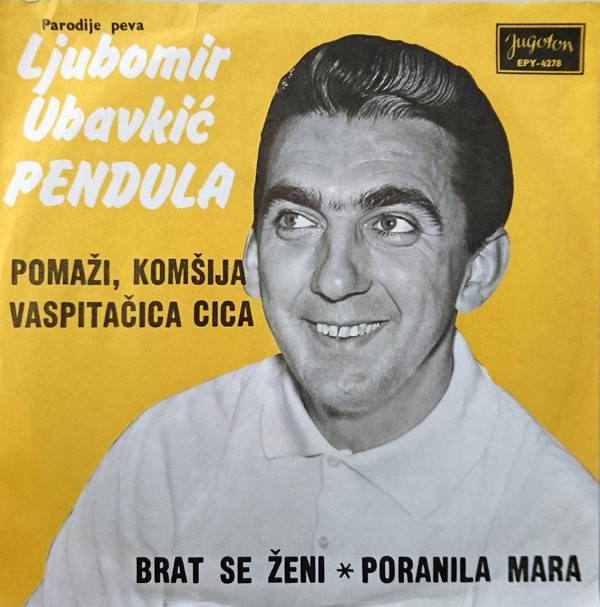 Parodije peva
Ljubomir
Ubavkić
PENDULA
Jugoton
EPY-4278
POMAŽI, KOMŠIJA
VASPITAČICA CICA
BRAT SE ŽENI * PORANILA MARA